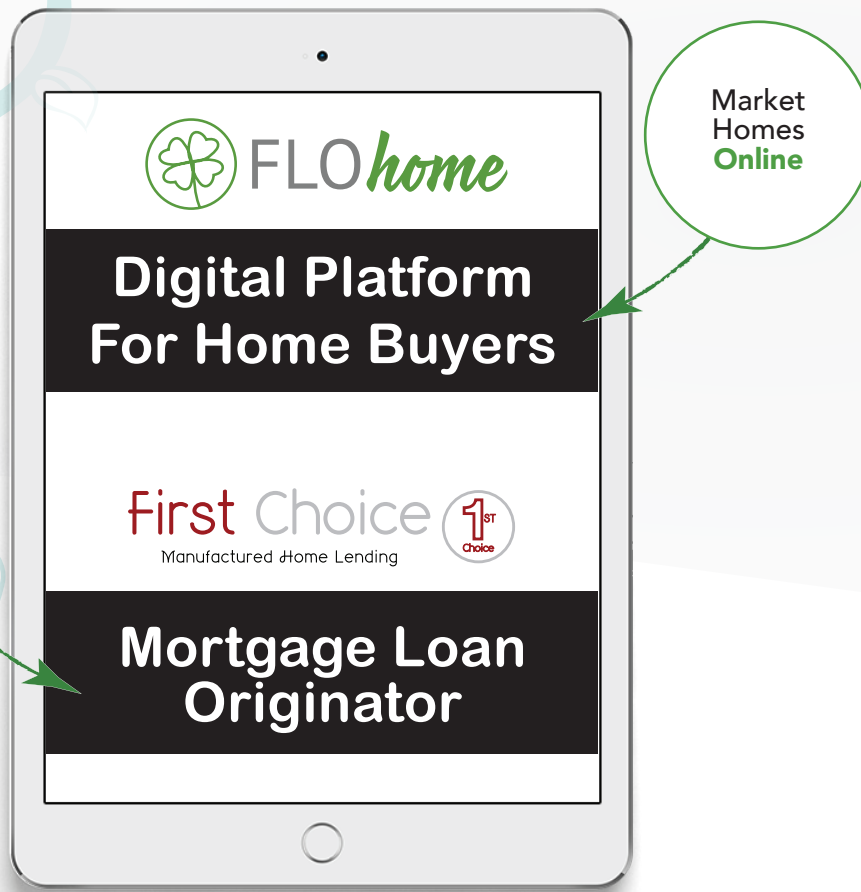 FLOhome
Market
Homes
Online
Digital Platform
For Home Buyers
First Choice
1ST
Choice
Manufactured Home Lending
Mortgage Loan
Originator